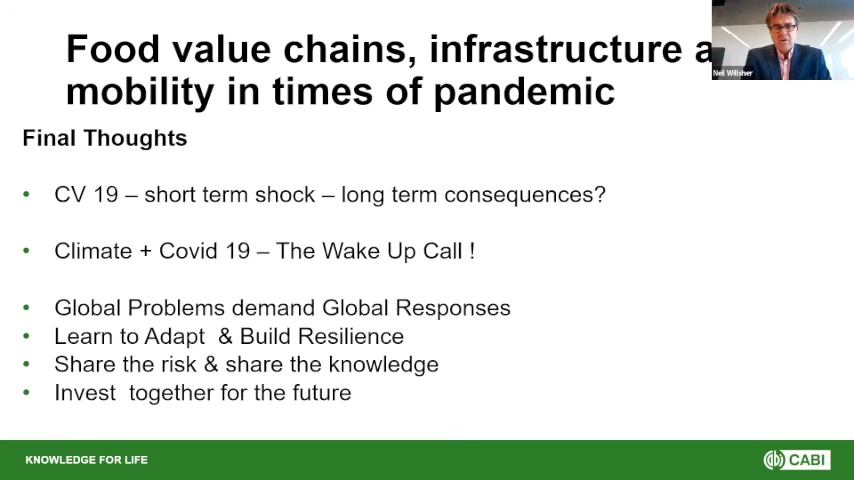 Food value chains, infrastructure a
mobility in times of pandemic
Neil Willsher
Final Thoughts
• CV 19 – short term shock – long term consequences?
• Climate + Covid 19 – The Wake Up Call !
• Global Problems demand Global Responses
• Learn to Adapt & Build Resilience
• Share the risk & share the knowledge
• Invest together for the future
KNOWLEDGE FOR LIFE
CABI